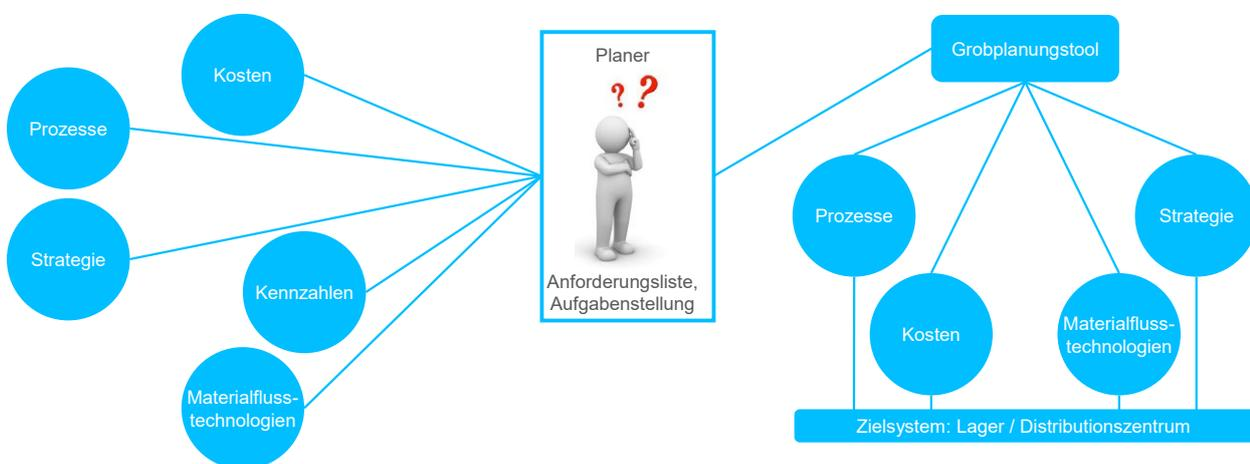 Kosten
Prozesse
Strategie
Kennzahlen
Materialfluss-
technologien
Planer
? ?
Anforderungsliste,
Aufgabenstellung
Grobplanungstool
Prozesse
Strategie
Kosten
Materialfluss-
technologien
Zielsystem: Lager / Distributionszentrum